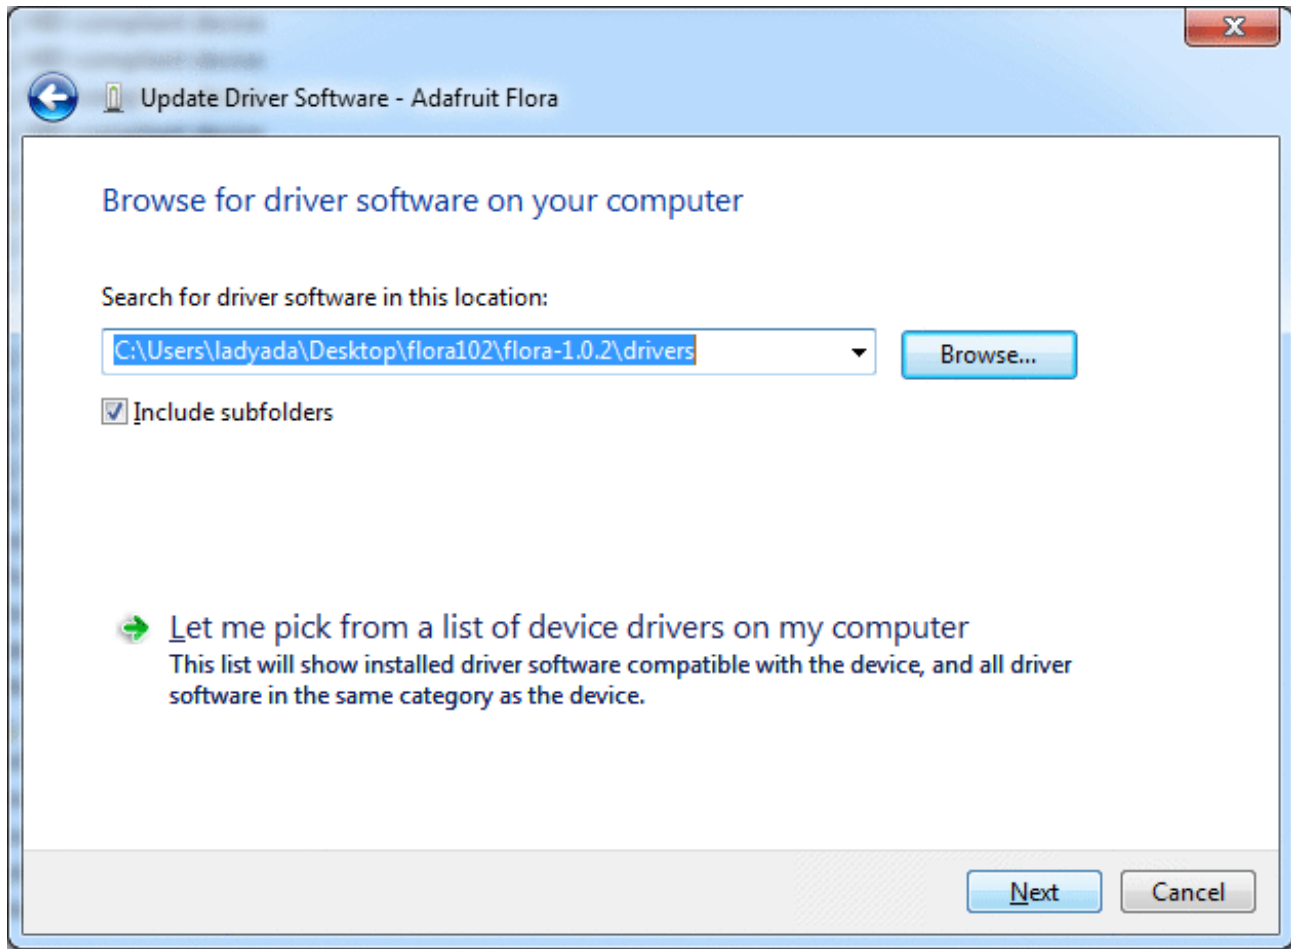 Update Driver Software - Adafruit Flora
Browse for driver software on your computer
Search for driver software in this location:
C:\Users\ladyada\Desktop\flora102\flora-1.0.2\drivers
Browse...
Include subfolders
Let me pick from a list of device drivers on my computer
This list will show installed driver software compatible with the device, and all driver
software in the same category as the device.
Next
Cancel